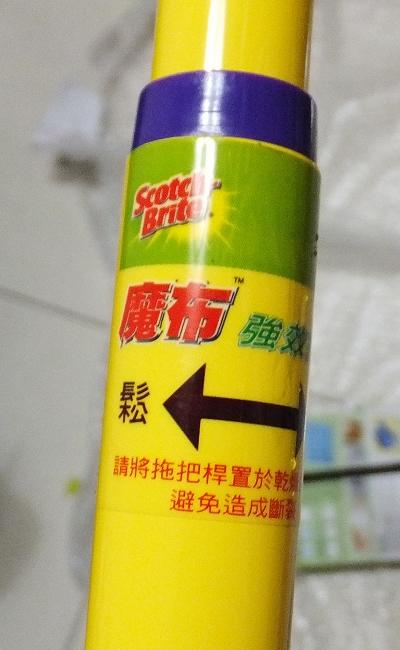 Scotch-
Brite
魔布™ 強效
鬆
請將拖把桿置於乾
避免造成斷